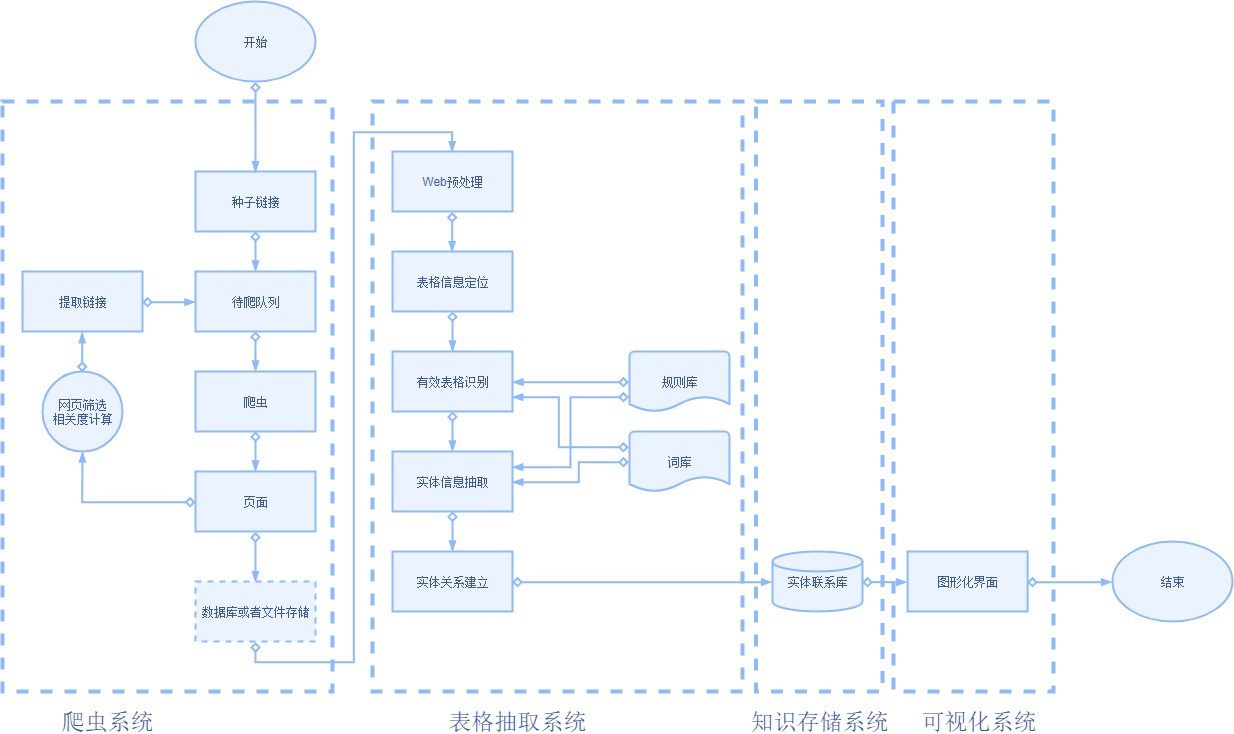 开始
种子链接
提取链接
待爬队列
网页筛选
相关度计算
爬虫
页面
数据库或者文件存储
爬虫系统
Web预处理
表格信息定位
有效表格识别
规则库
词库
实体信息抽取
实体关系建立
表格抽取系统
实体联系库
知识存储系统
图形化界面
可视化系统
结束